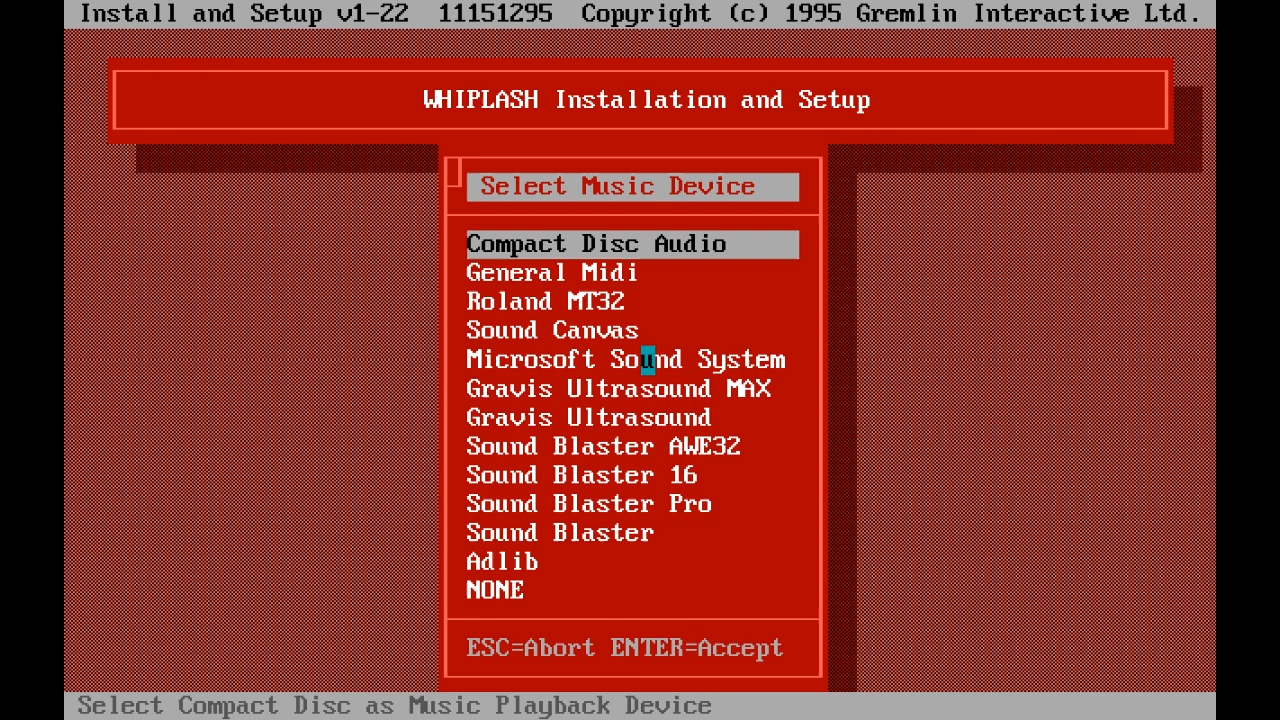 Install and Setup v1-22 11151295 Copyright (c) 1995 Gremlin Interactive Ltd.
WHIPLASH Installation and Setup
Select Music Device
Compact Disc Audio
General Midi
Roland MT32
Sound Canvas
Microsoft Sound System
Gravis Ultrasound MAX
Gravis Ultrasound
Sound Blaster AWE32
Sound Blaster 16
Sound Blaster Pro
Sound Blaster
Adlib
NONE
ESC=Abort ENTER=Accept
Select Compact Disc as Music Playback Device